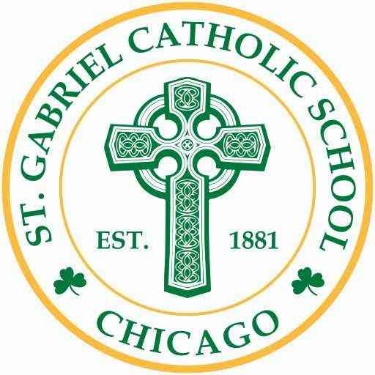 ST. GABRIEL CATHOLIC SCHOOL
EST. 1881
CHICAGO